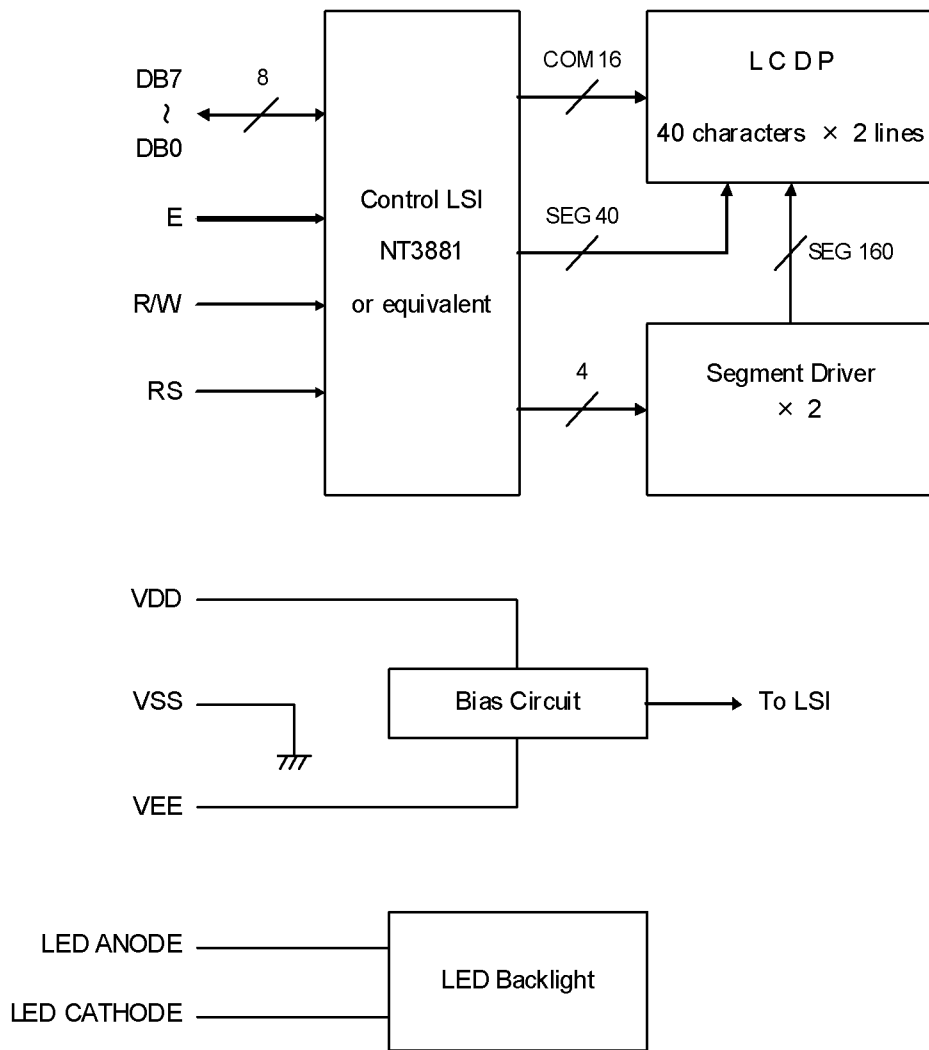 DB7
~
DB0
8
E
R/W
RS
Control LSI
NT3881
or equivalent
COM 16
SEG 40
4
L C D P
40 characters × 2 lines
SEG 160
Segment Driver
× 2
VDD
VSS
VEE
Bias Circuit
To LSI
LED ANODE
LED CATHODE
LED Backlight